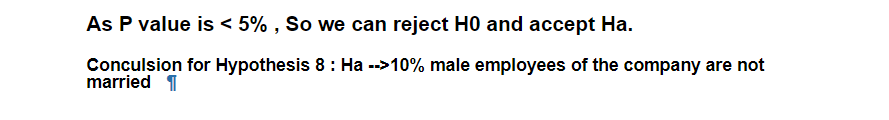 As P value is < 5% , So we can reject H0 and accept Ha.
Conculsion for Hypothesis 8 : Ha -->10% male employees of the company are not
married ¶